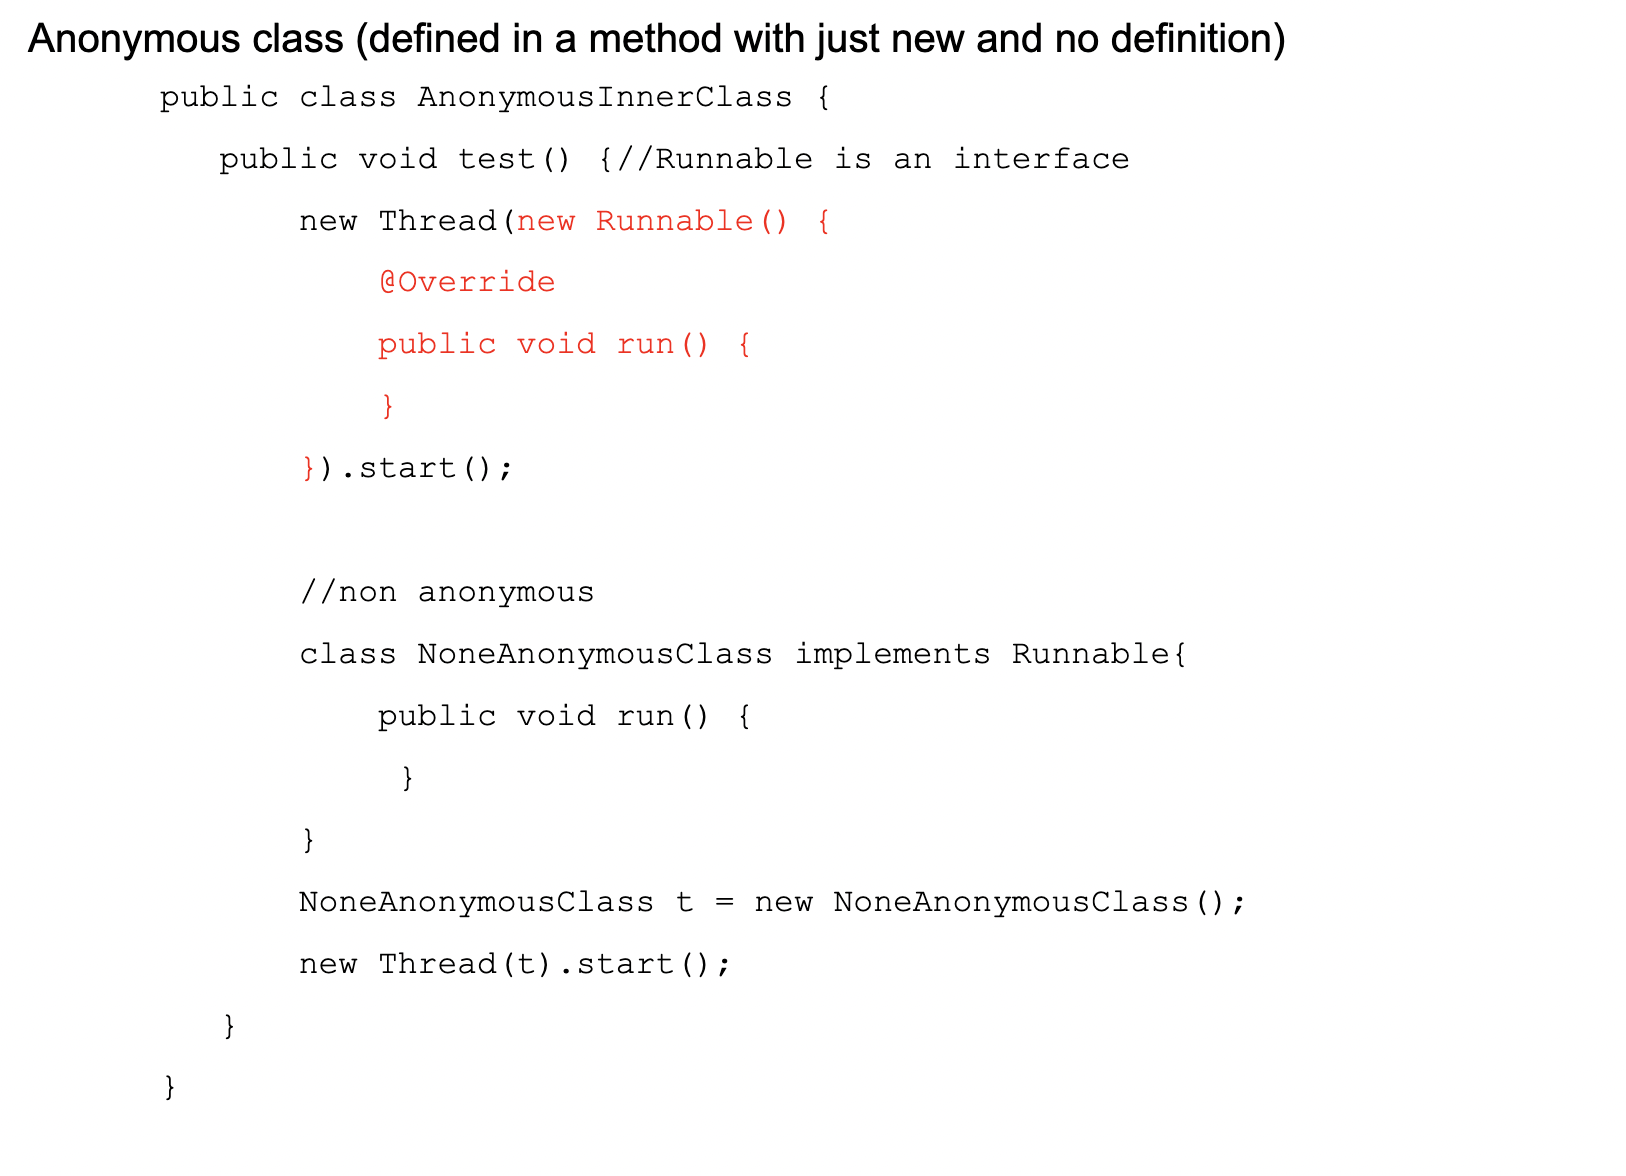 Anonymous class (defined in a method with just new and no definition)
public class AnonymousInnerClass {
public void test() {//Runnable is an interface
new Thread(new Runnable() {
@Override
public void run() {
}
}).start();
//non anonymous
class NoneAnonymousClass implements Runnable{
public void run() {
}
}
NoneAnonymousClass t = new NoneAnonymousClass();
new Thread(t).start();
}
}